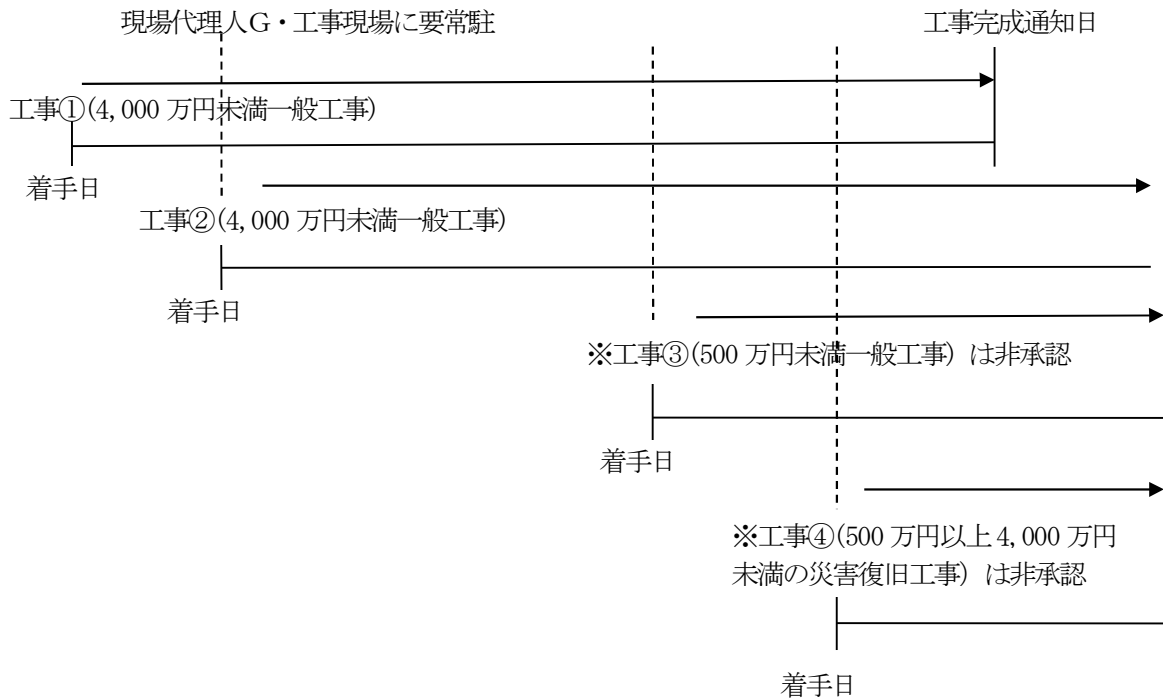 現場代理人G・工事現場に要常駐
工事完成通知日
工事①(4,000 万円未満一般工事)
着手日
工事②(4,000 万円未満一般工事)
着手日
※工事③(500 万円未満一般工事) は非承認
着手日
※工事④(500 万円以上 4,000 万円
未満の災害復旧工事) は非承認
着手日